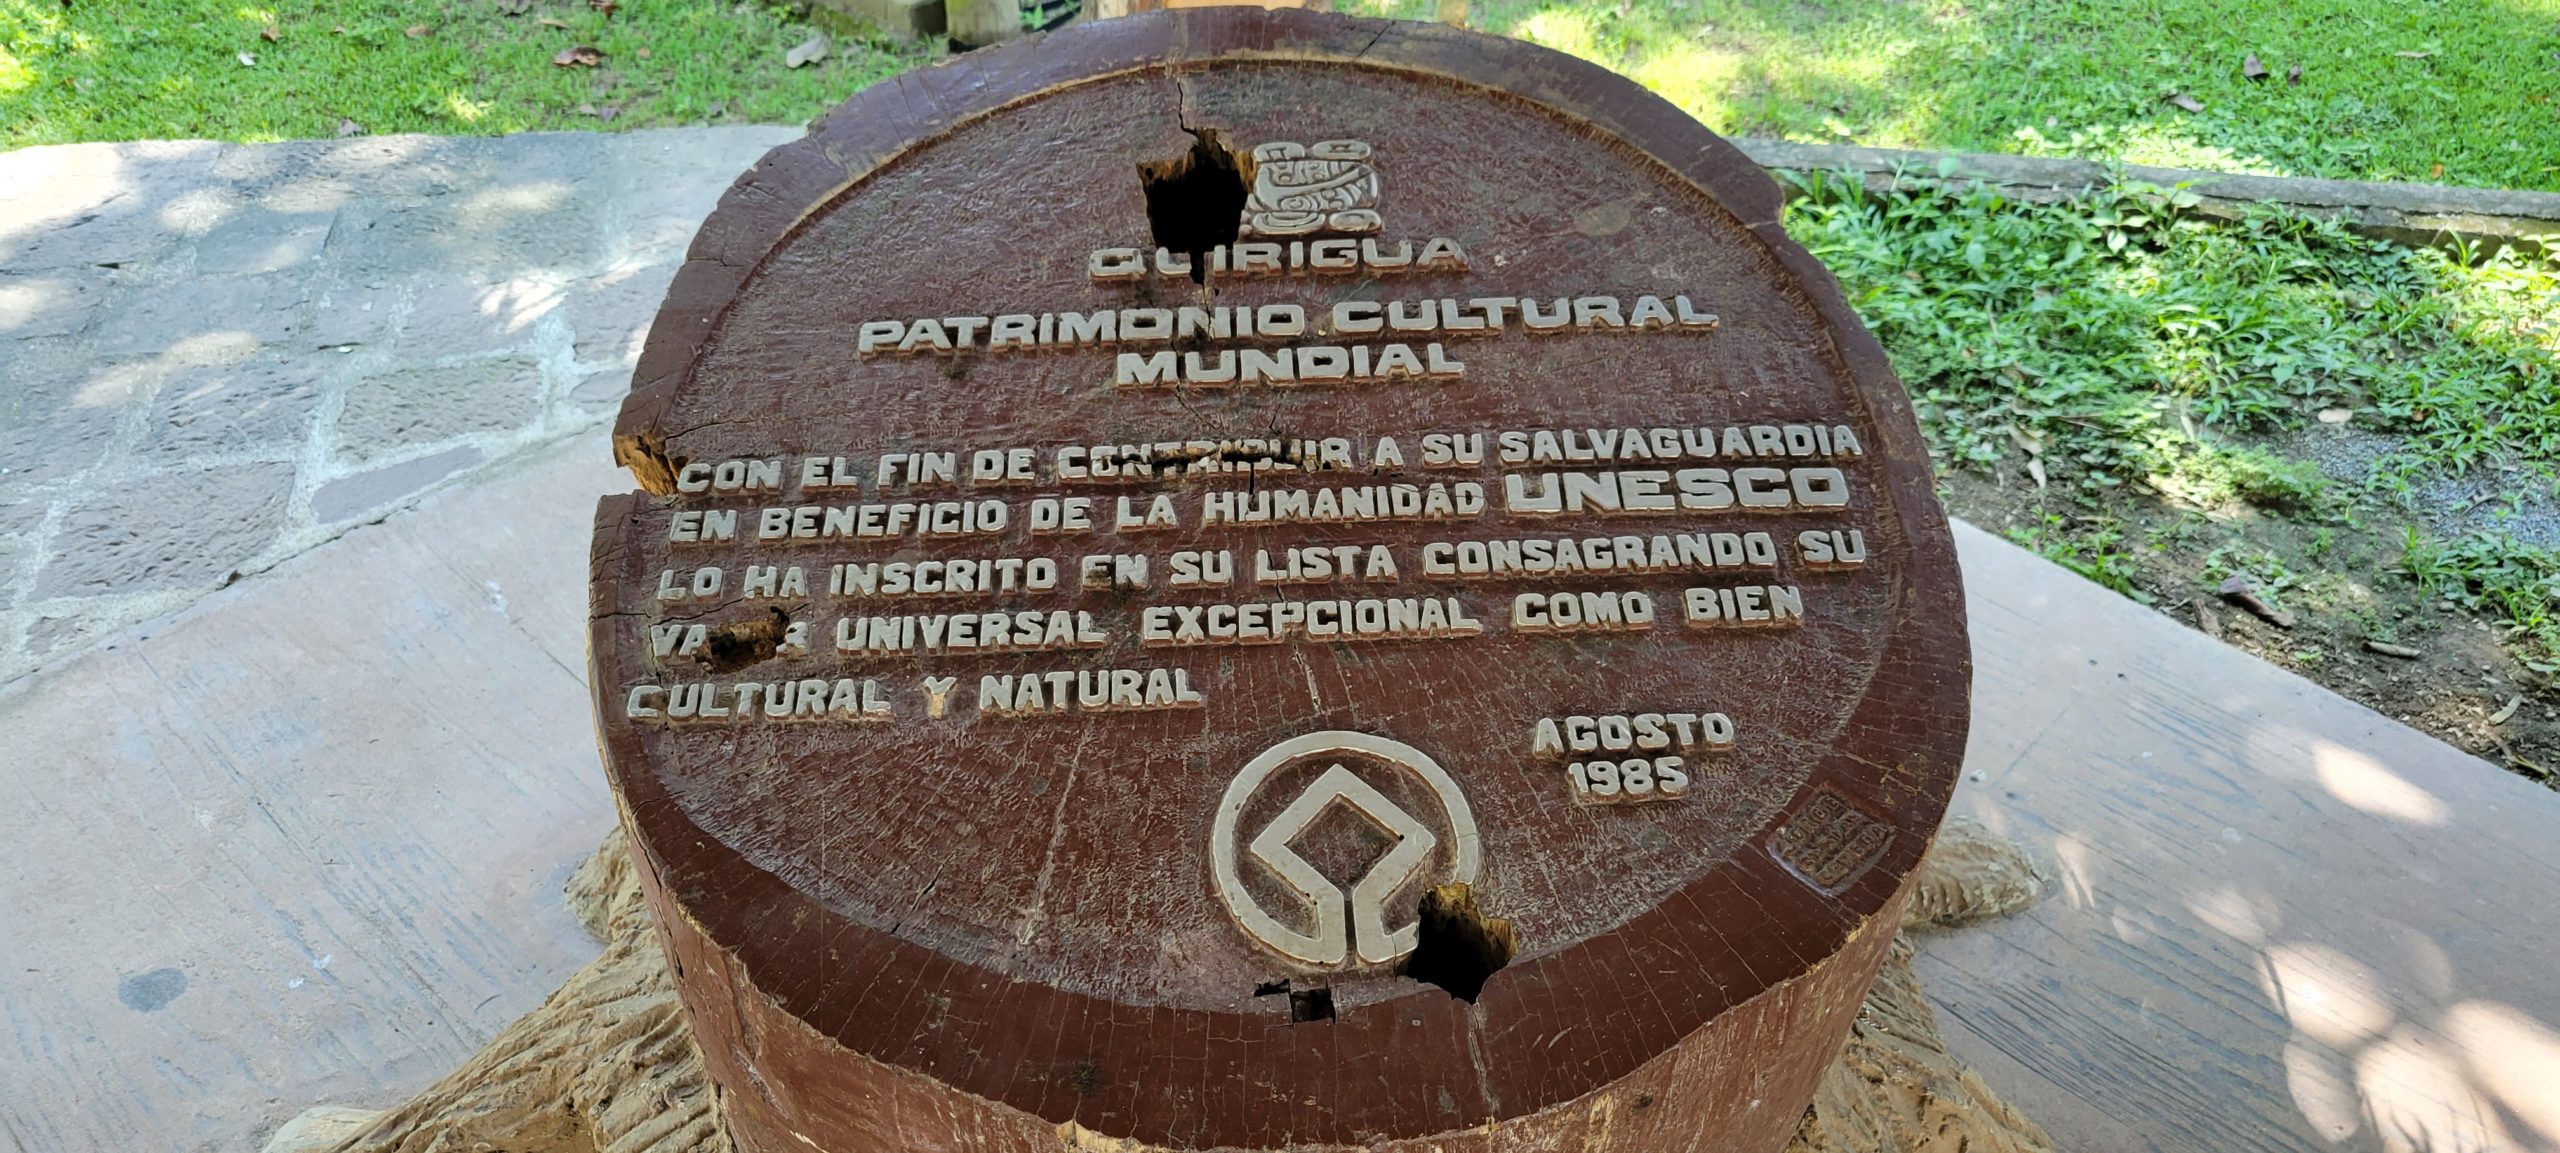 QUIRIGUA
PATRIMONIO CULTURAL
MUNDIAL
CON EL FIN DE CONTRIBUIR A SU SALVAGUARDIA
EN BENEFICIO DE LA HUMANIDAD UNESCO
LO HA INSCRITO EN SU LISTA CONSAGRANDO SU
UNIVERSAL EXCEPCIONAL COMO BIEN
CULTURAL Y NATURAL
AGOSTO
1985